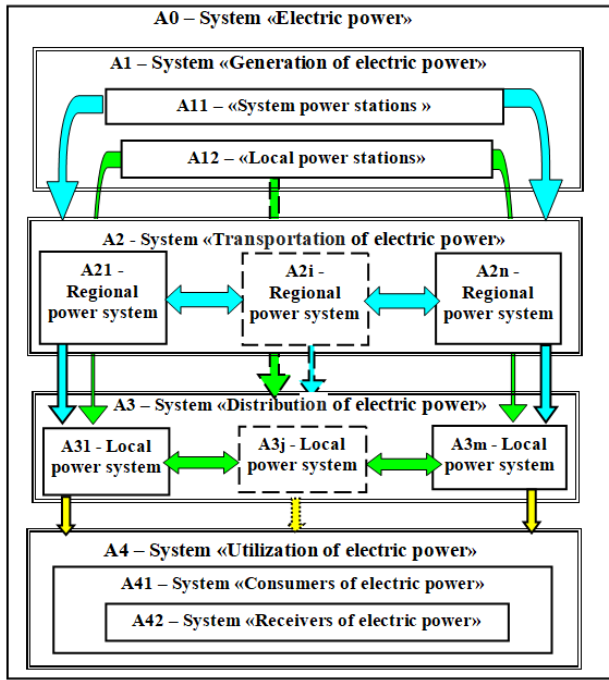 A0 – System «Electric power»
A1 – System «Generation of electric power»
A11 – «System power stations »
A12 – «Local power stations»
A2 - System «Transportation of electric power»
A21 -
Regional
power system
A2i -
Regional
power system
A2n -
Regional
power system
A3 – System «Distribution of electric power»
A31 - Local
power system
A3j - Local
power system
A3m - Local
power system
A4 – System «Utilization of electric power»
A41 – System «Consumers of electric power»
A42 – System «Receivers of electric power»